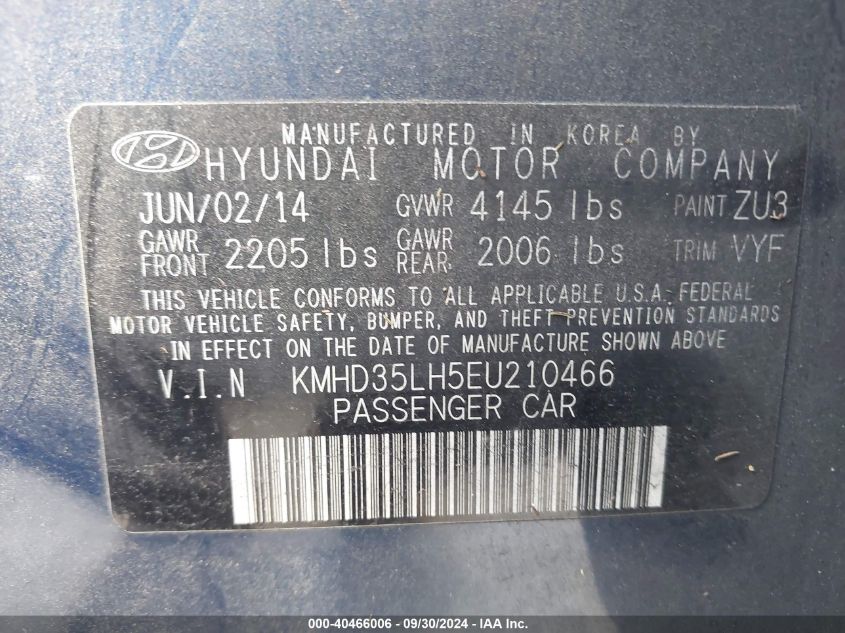 MANUFACTURED IN KOREA BY
HYUNDAI MOTOR COMPANY
JUN/02/14 GVWR 4145 lbs PAINT ZU3
GAWR FRONT 2205 lbs GAWR REAR 2006 lbs TRIM VYF
THIS VEHICLE CONFORMS TO ALL APPLICABLE U.S.A. FEDERAL
MOTOR VEHICLE SAFETY, BUMPER, AND THEFT PREVENTION STANDARDS
IN EFFECT ON THE DATE OF MANUFACTURE SHOWN ABOVE
V.I.N KMHD35LH5EU210466
PASSENGER CAR
000-40466006 - 09/30/2024 - IAA Inc.